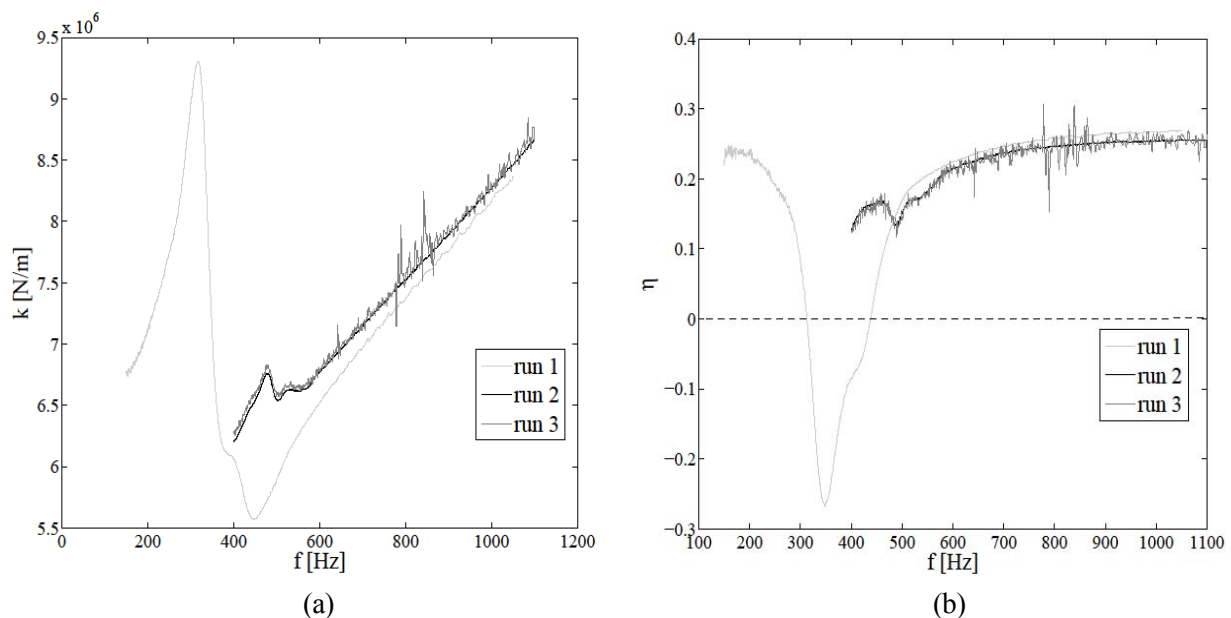 x 10⁶
9.5
9
8.5
8
7.5
7
6.5
6
5.5
k [N/m]
0 200 400 600 800 1000 1200
f [Hz]
run 1
run 2
run 3
(a)
0.4
0.3
0.2
0.1
0
−0.1
−0.2
−0.3
η
100 200 300 400 500 600 700 800 900 1000 1100
f [Hz]
run 1
run 2
run 3
(b)